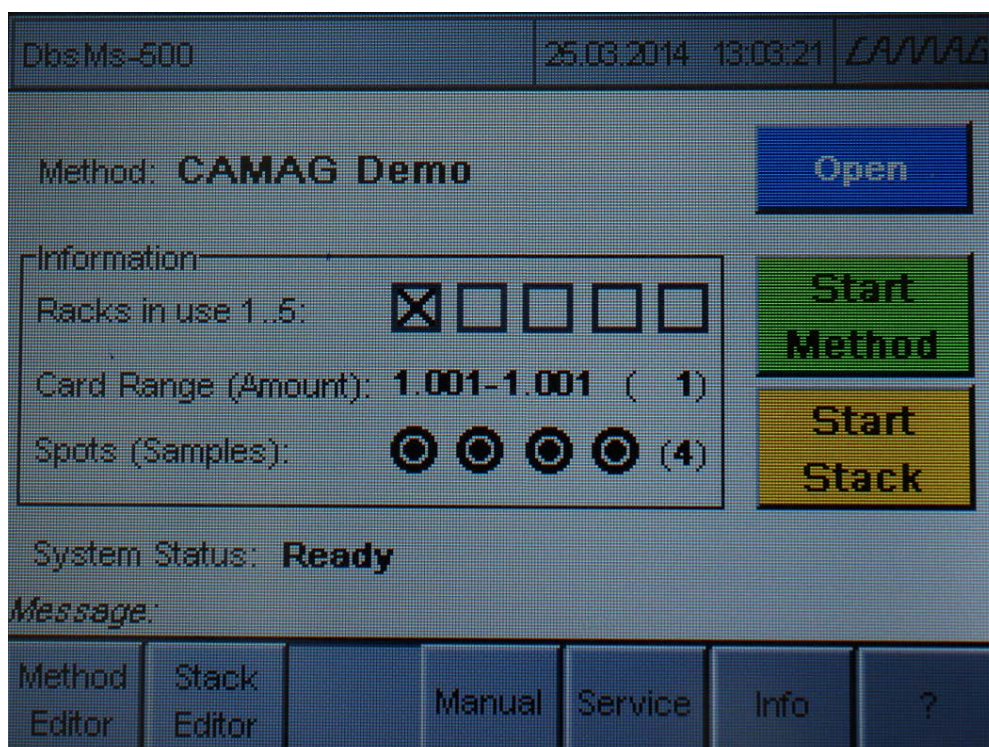 DbsMs-500 25.03.2014 13:03:21 CAMAG
Method: CAMAG Demo
Open
Information
Racks in use 1..5:
Card Range (Amount): 1.001-1.001 ( 1)
Spots (Samples): (4)
Start
Method
Start
Stack
System Status: Ready
Message:
Method
Editor
Stack
Editor
Manual
Service
Info
?